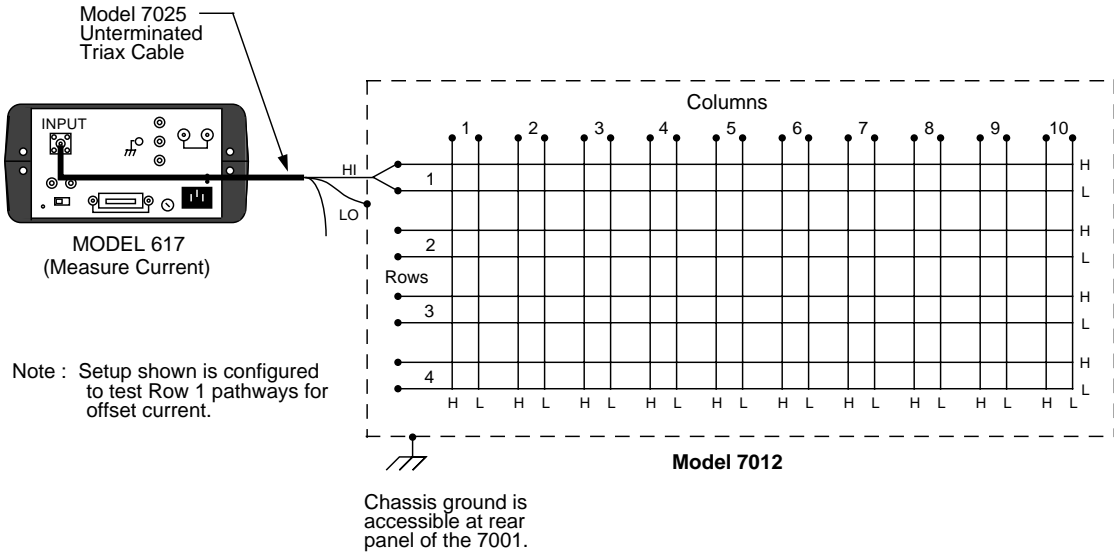 Model 7025
Unterminated
Triax Cable
INPUT
MODEL 617
(Measure Current)
HI
LO
Columns
1 2 3 4 5 6 7 8 9 10
1 H
L
2 H
L
Rows
3 H
L
4 H
L
H L H L H L H L H L H L H L H L H L H L
Note : Setup shown is configured
to test Row 1 pathways for
offset current.
Model 7012
Chassis ground is
accessible at rear
panel of the 7001.